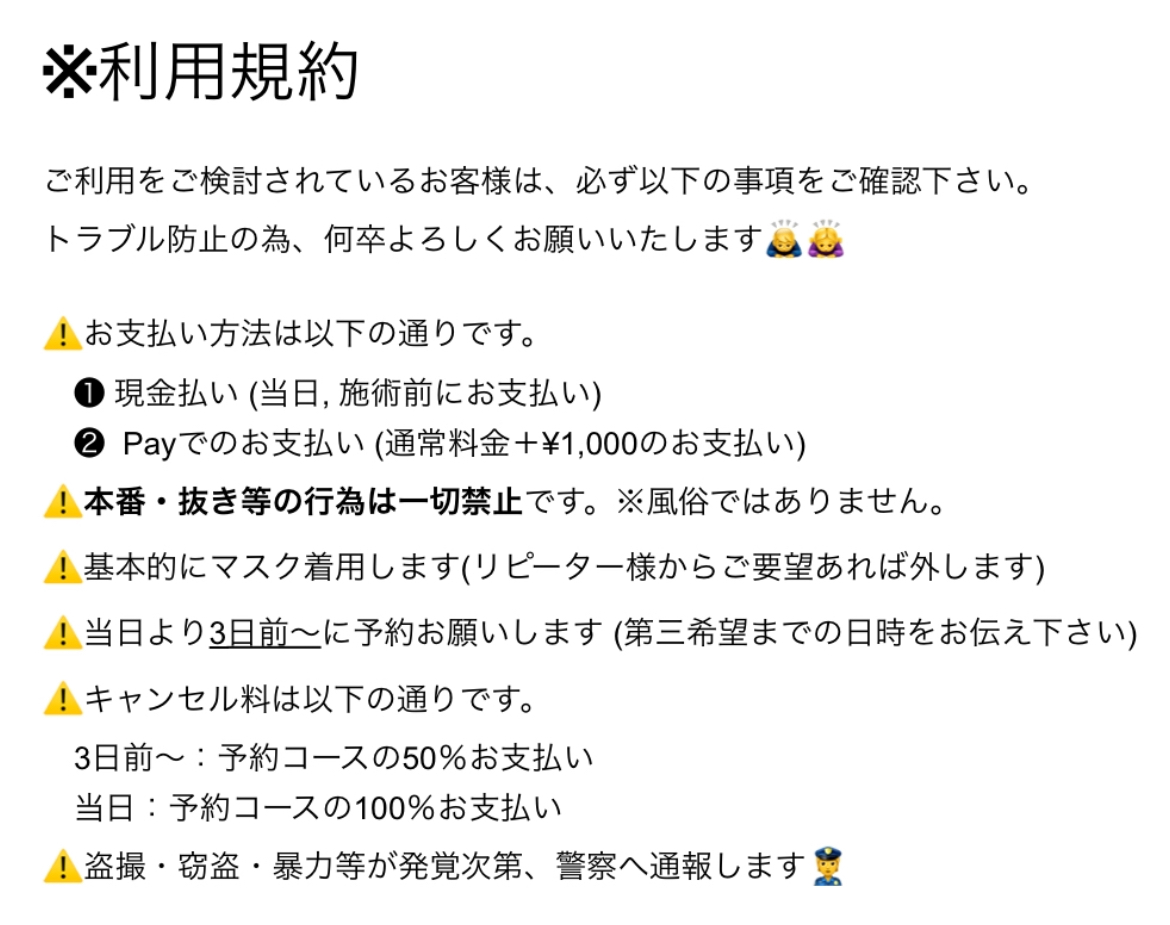 ※利用規約
ご利用をご検討されているお客様は、必ず以下の事項をご確認下さい。
トラブル防止の為、何卒よろしくお願いいたします🙇‍♂️🙇‍♀️
⚠️お支払い方法は以下の通りです。
❶ 現金払い (当日, 施術前にお支払い)
❷ Payでのお支払い (通常料金＋¥1,000のお支払い)
⚠️本番・抜き等の行為は一切禁止です。※風俗ではありません。
⚠️基本的にマスク着用します(リピーター様からご要望あれば外します)
⚠️当日より3日前〜に予約お願いします (第三希望までの日時をお伝え下さい)
⚠️キャンセル料は以下の通りです。
3日前〜：予約コースの50％お支払い
当日：予約コースの100％お支払い
⚠️盗撮・窃盗・暴力等が発覚次第、警察へ通報します👮